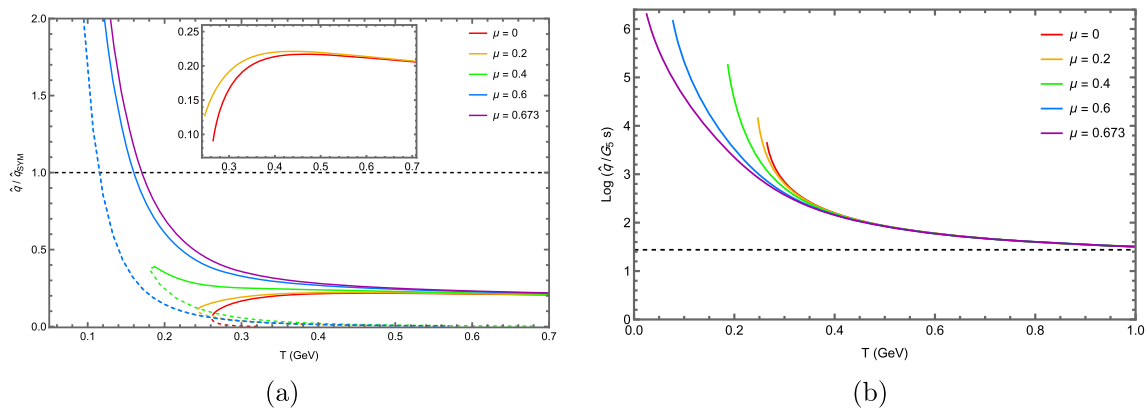 2.0
1.5
1.0
0.5
0.0
q̂ / q̂SYM
0.25
0.20
0.15
0.10
0.3 0.4 0.5 0.6 0.7
μ = 0
μ = 0.2
μ = 0.4
μ = 0.6
μ = 0.673
0.1 0.2 0.3 0.4 0.5 0.6 0.7
T (GeV)
(a)
6
5
4
3
2
1
0
Log (q̂ / G5 s)
μ = 0
μ = 0.2
μ = 0.4
μ = 0.6
μ = 0.673
0.0 0.2 0.4 0.6 0.8 1.0
T (GeV)
(b)